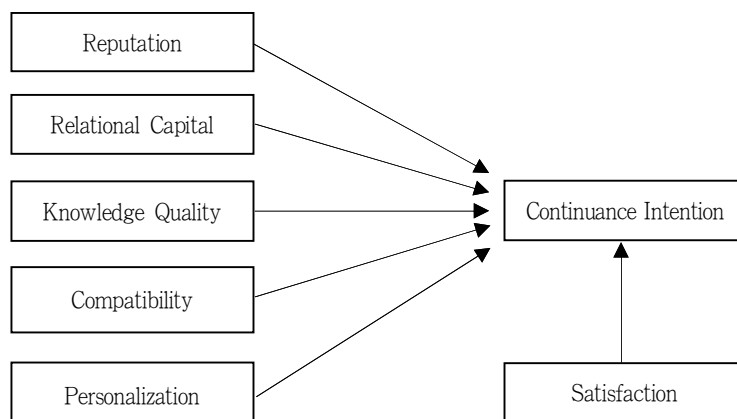 Reputation
Relational Capital
Knowledge Quality
Continuance Intention
Compatibility
Personalization
Satisfaction